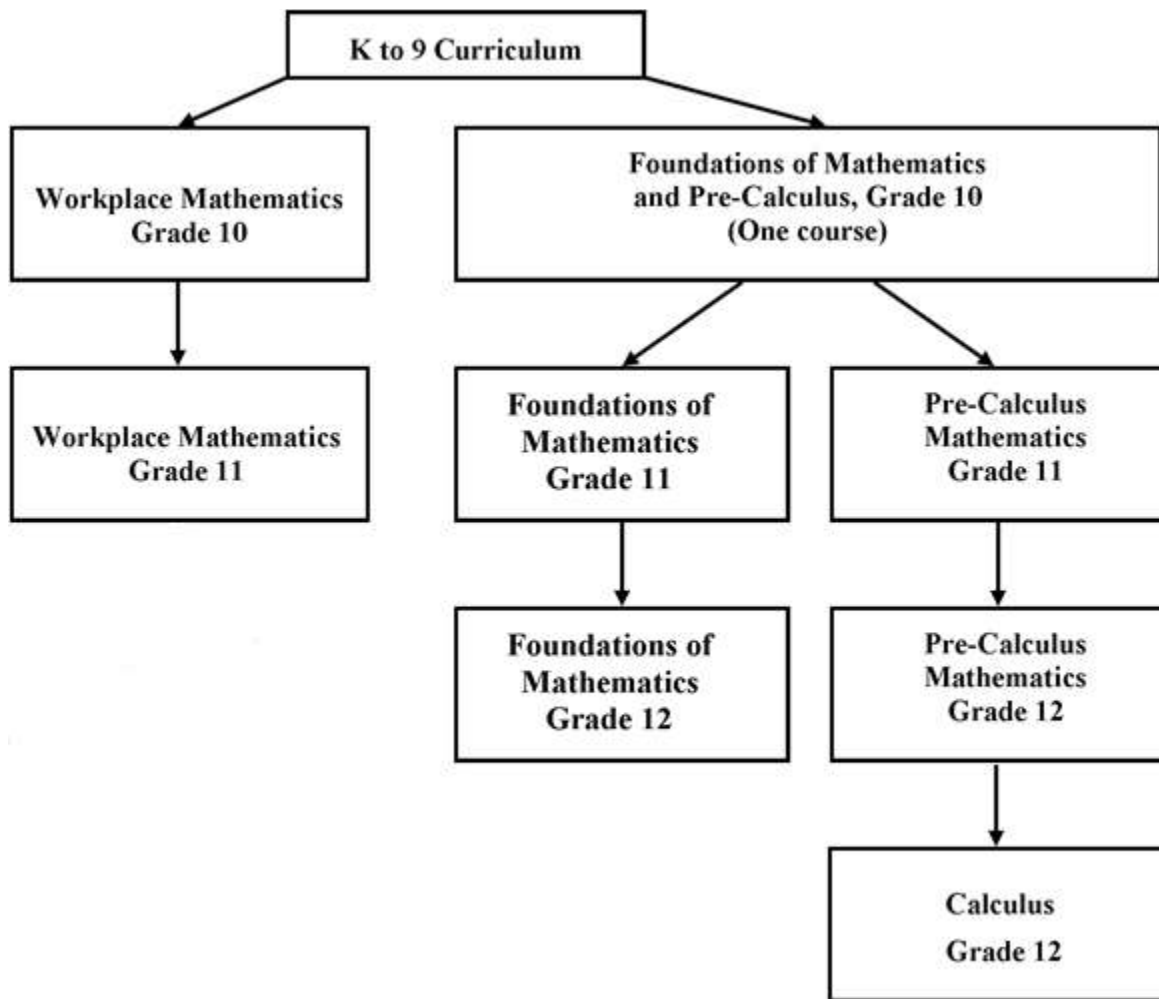 K to 9 Curriculum
Workplace Mathematics
Grade 10
Foundations of Mathematics
and Pre-Calculus, Grade 10
(One course)
Workplace Mathematics
Grade 11
Foundations of
Mathematics
Grade 11
Pre-Calculus
Mathematics
Grade 11
Foundations of
Mathematics
Grade 12
Pre-Calculus
Mathematics
Grade 12
Calculus
Grade 12